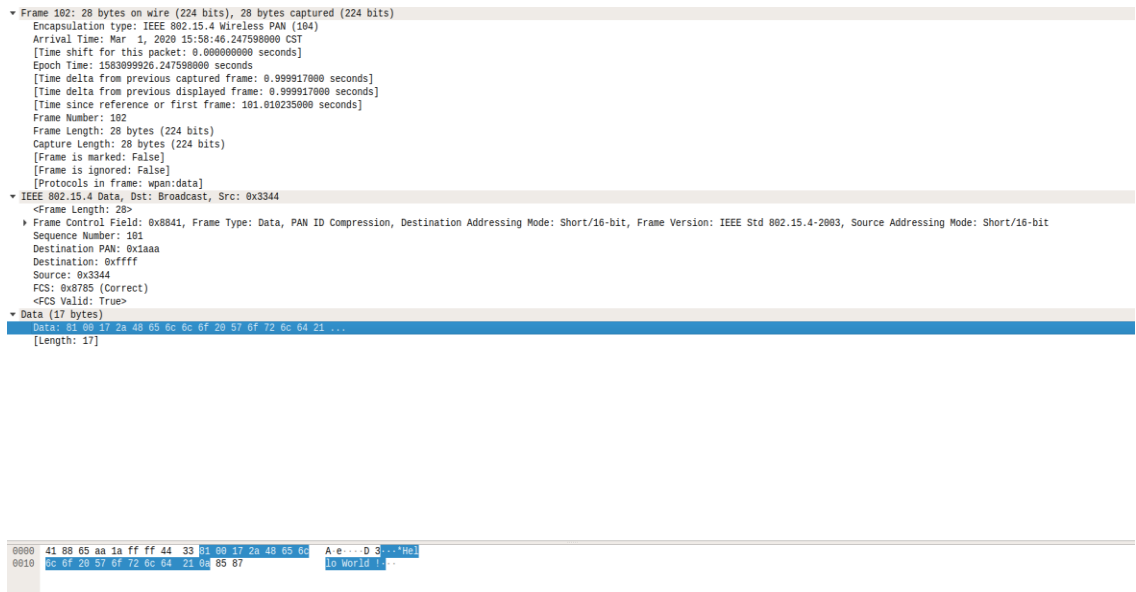 Frame 102: 28 bytes on wire (224 bits), 28 bytes captured (224 bits)
Encapsulation type: IEEE 802.15.4 Wireless PAN (104)
Arrival Time: Mar  1, 2020 15:58:46.247598000 CST
[Time shift for this packet: 0.000000000 seconds]
Epoch Time: 1583099926.247598000 seconds
[Time delta from previous captured frame: 0.999917000 seconds]
[Time delta from previous displayed frame: 0.999917000 seconds]
[Time since reference or first frame: 101.010235000 seconds]
Frame Number: 102
Frame Length: 28 bytes (224 bits)
Capture Length: 28 bytes (224 bits)
[Frame is marked: False]
[Frame is ignored: False]
[Protocols in frame: wpan:data]
IEEE 802.15.4 Data, Dst: Broadcast, Src: 0x3344
<Frame Length: 28>
Frame Control Field: 0x8841, Frame Type: Data, PAN ID Compression, Destination Addressing Mode: Short/16-bit, Frame Version: IEEE Std 802.15.4-2003, Source Addressing Mode: Short/16-bit
Sequence Number: 101
Destination PAN: 0x1aaa
Destination: 0xffff
Source: 0x3344
FCS: 0x8785 (Correct)
<FCS Valid: True>
Data (17 bytes)
Data: 81 00 17 2a 48 65 6c 6c 6f 20 57 6f 72 6c 64 21 ...
[Length: 17]
0000 41 88 65 aa 1a ff ff 44  33 81 00 17 2a 48 65 6c A·e····D 3···*Hel
0010 6c 6f 20 57 6f 72 6c 64  21 0a 85 87 lo World !···